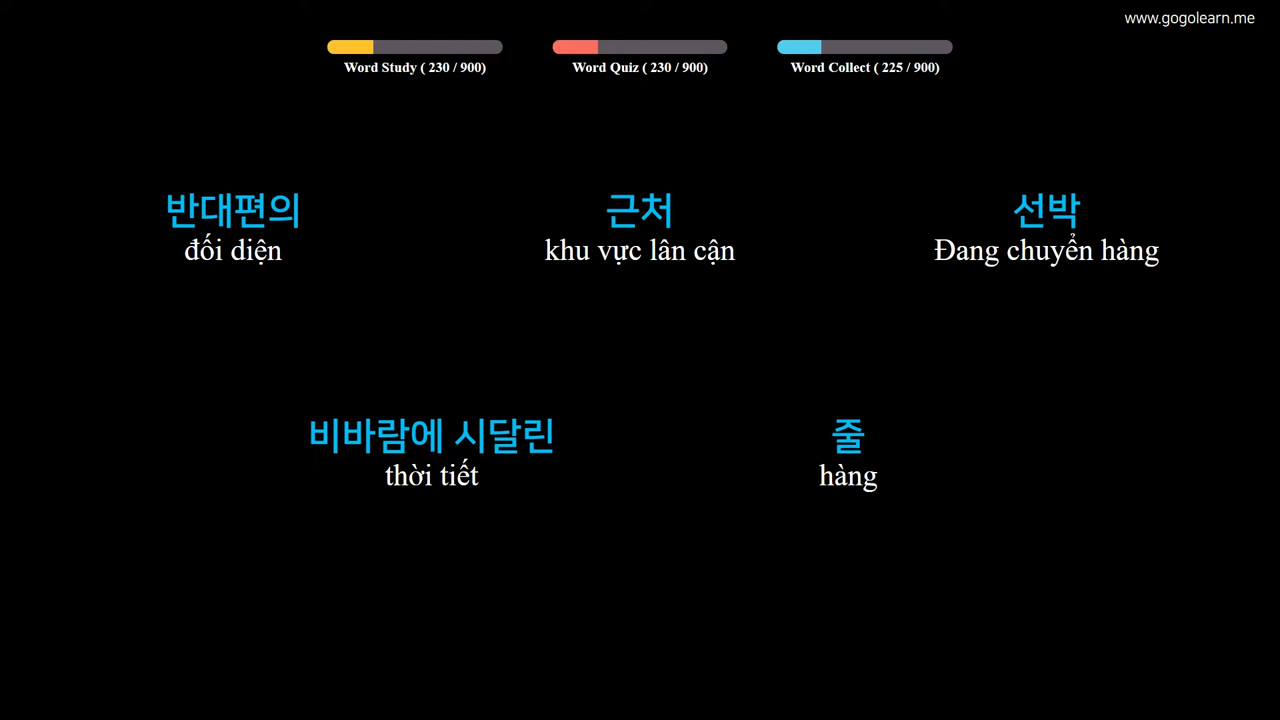 www.gogolearn.me
Word Study ( 230 / 900)
Word Quiz ( 230 / 900)
Word Collect ( 225 / 900)
반대편의
đối diện
근처
khu vực lân cận
선박
Đang chuyển hàng
비바람에 시달린
thời tiết
줄
hàng